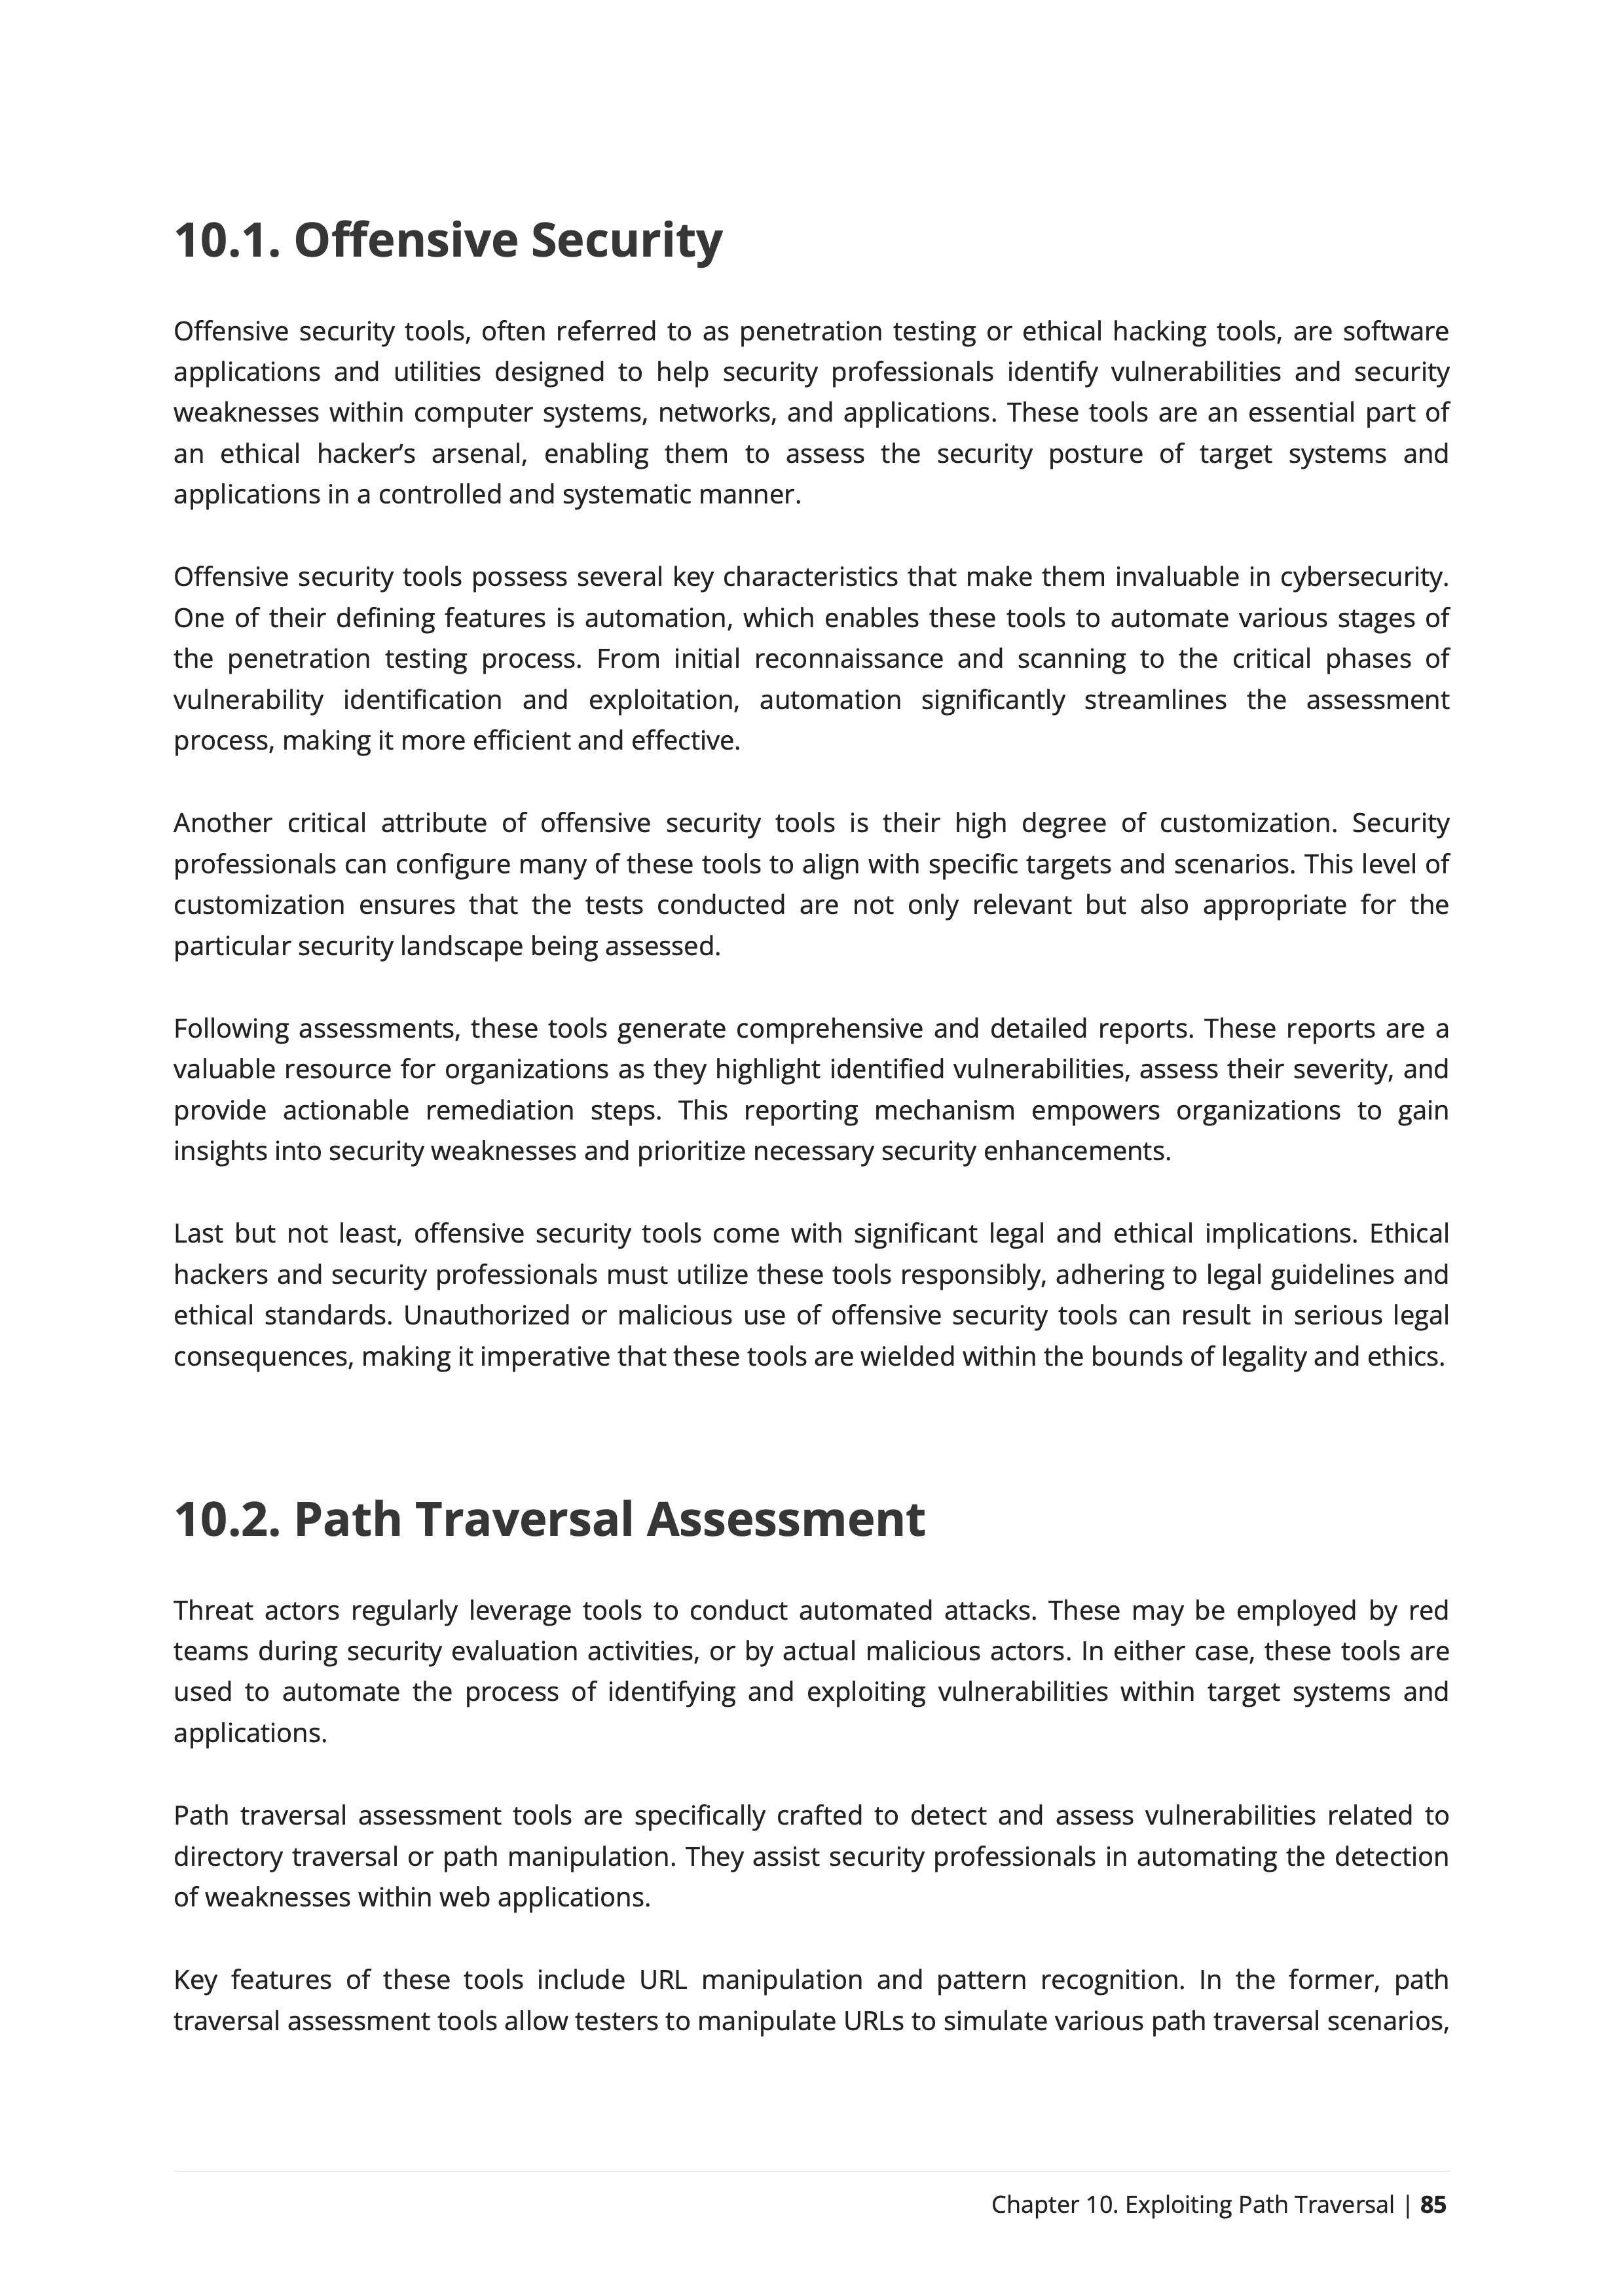 10.1. Offensive Security
Offensive security tools, often referred to as penetration testing or ethical hacking tools, are software
applications and utilities designed to help security professionals identify vulnerabilities and security
weaknesses within computer systems, networks, and applications. These tools are an essential part of
an ethical hacker’s arsenal, enabling them to assess the security posture of target systems and
applications in a controlled and systematic manner.
Offensive security tools possess several key characteristics that make them invaluable in cybersecurity.
One of their defining features is automation, which enables these tools to automate various stages of
the penetration testing process. From initial reconnaissance and scanning to the critical phases of
vulnerability identification and exploitation, automation significantly streamlines the assessment
process, making it more efficient and effective.
Another critical attribute of offensive security tools is their high degree of customization. Security
professionals can configure many of these tools to align with specific targets and scenarios. This level of
customization ensures that the tests conducted are not only relevant but also appropriate for the
particular security landscape being assessed.
Following assessments, these tools generate comprehensive and detailed reports. These reports are a
valuable resource for organizations as they highlight identified vulnerabilities, assess their severity, and
provide actionable remediation steps. This reporting mechanism empowers organizations to gain
insights into security weaknesses and prioritize necessary security enhancements.
Last but not least, offensive security tools come with significant legal and ethical implications. Ethical
hackers and security professionals must utilize these tools responsibly, adhering to legal guidelines and
ethical standards. Unauthorized or malicious use of offensive security tools can result in serious legal
consequences, making it imperative that these tools are wielded within the bounds of legality and ethics.
10.2. Path Traversal Assessment
Threat actors regularly leverage tools to conduct automated attacks. These may be employed by red
teams during security evaluation activities, or by actual malicious actors. In either case, these tools are
used to automate the process of identifying and exploiting vulnerabilities within target systems and
applications.
Path traversal assessment tools are specifically crafted to detect and assess vulnerabilities related to
directory traversal or path manipulation. They assist security professionals in automating the detection
of weaknesses within web applications.
Key features of these tools include URL manipulation and pattern recognition. In the former, path
traversal assessment tools allow testers to manipulate URLs to simulate various path traversal scenarios,
Chapter 10. Exploiting Path Traversal | 85